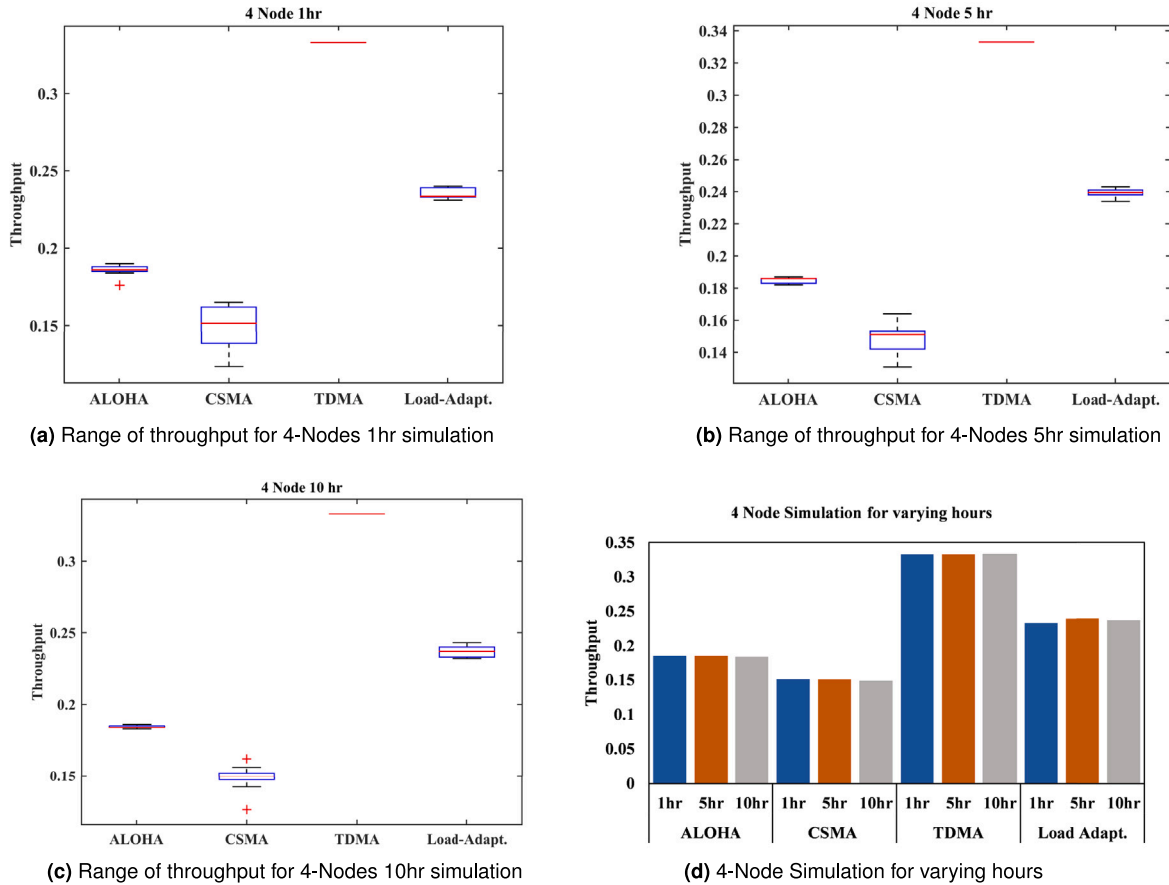 4 Node 1hr
Throughput
0.3
0.25
0.2
0.15
ALOHA CSMA TDMA Load-Adapt.
(a) Range of throughput for 4-Nodes 1hr simulation
4 Node 5 hr
Throughput
0.34
0.32
0.3
0.28
0.26
0.24
0.22
0.2
0.18
0.16
0.14
ALOHA CSMA TDMA Load-Adapt.
(b) Range of throughput for 4-Nodes 5hr simulation
4 Node 10 hr
Throughput
0.3
0.25
0.2
0.15
ALOHA CSMA TDMA Load-Adapt.
(c) Range of throughput for 4-Nodes 10hr simulation
4 Node Simulation for varying hours
Throughput
0.35
0.3
0.25
0.2
0.15
0.1
0.05
0
1hr 5hr 10hr 1hr 5hr 10hr 1hr 5hr 10hr 1hr 5hr 10hr
ALOHA CSMA TDMA Load Adapt.
(d) 4-Node Simulation for varying hours